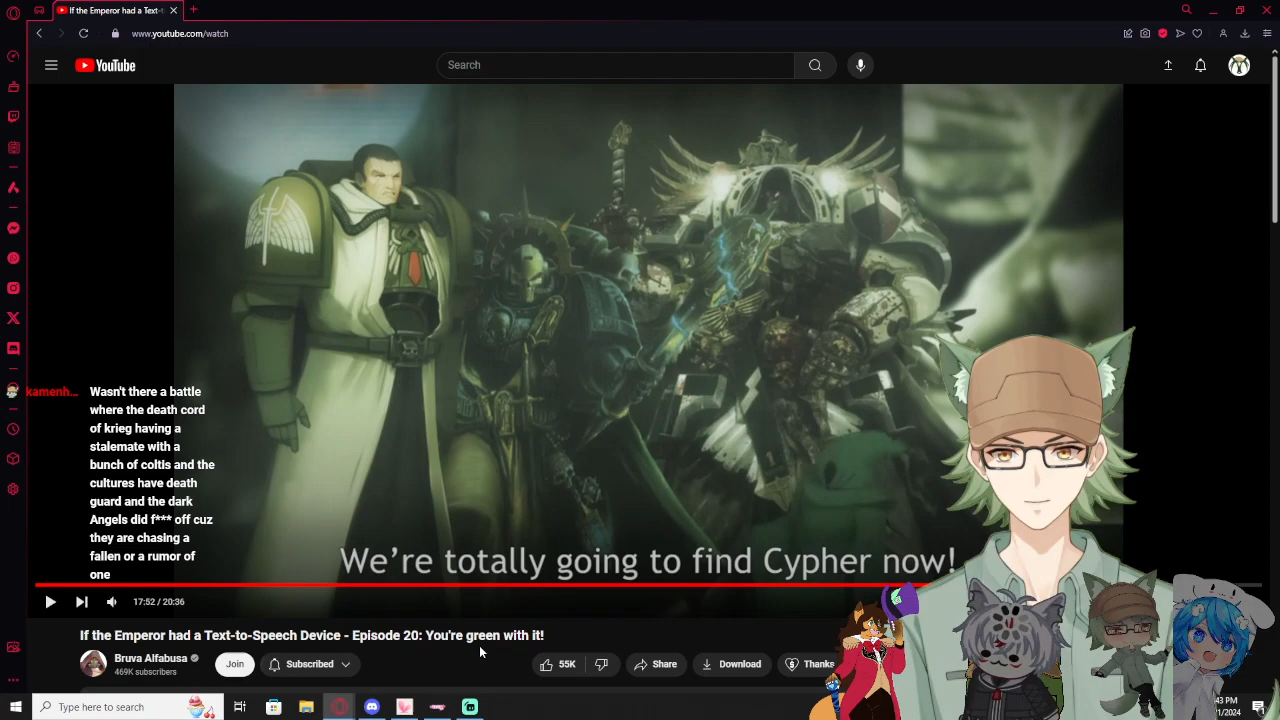 If the Emperor had a Text-t
www.youtube.com/watch
YouTube
Search
kamenh...
Wasn't there a battle
where the death cord
of krieg having a
stalemate with a
bunch of coltis and the
cultures have death
guard and the dark
Angels did f*** off cuz
they are chasing a
fallen or a rumor of
one
We're totally going to find Cypher now!
17:52 / 20:36
If the Emperor had a Text-to-Speech Device - Episode 20: You're green with it!
Bruva Alfabusa
469K subscribers
Join
Subscribed
55K
Share
Download
Thanks
Type here to search
:43 PM
/1/2024